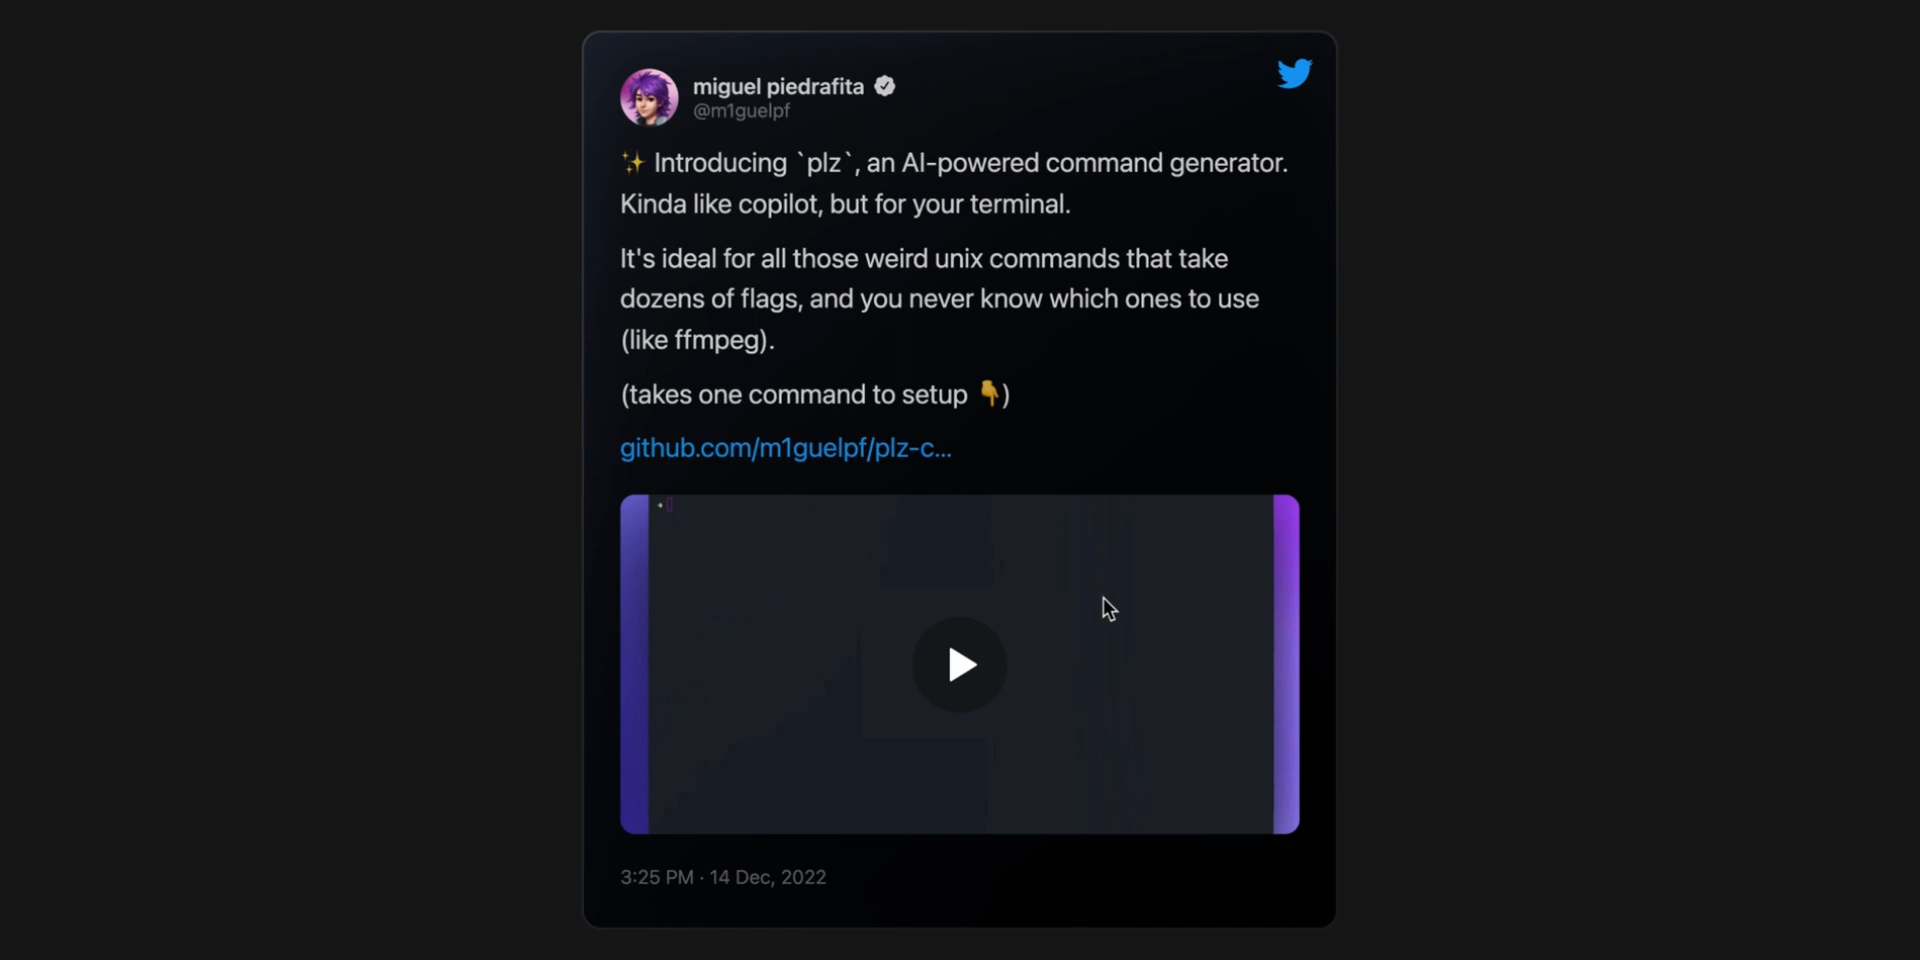 miguel piedrafita
@m1guelpf
✨ Introducing `plz`, an AI-powered command generator.
Kinda like copilot, but for your terminal.
It's ideal for all those weird unix commands that take
dozens of flags, and you never know which ones to use
(like ffmpeg).
(takes one command to setup 👇)
github.com/m1guelpf/plz-c...
3:25 PM · 14 Dec, 2022